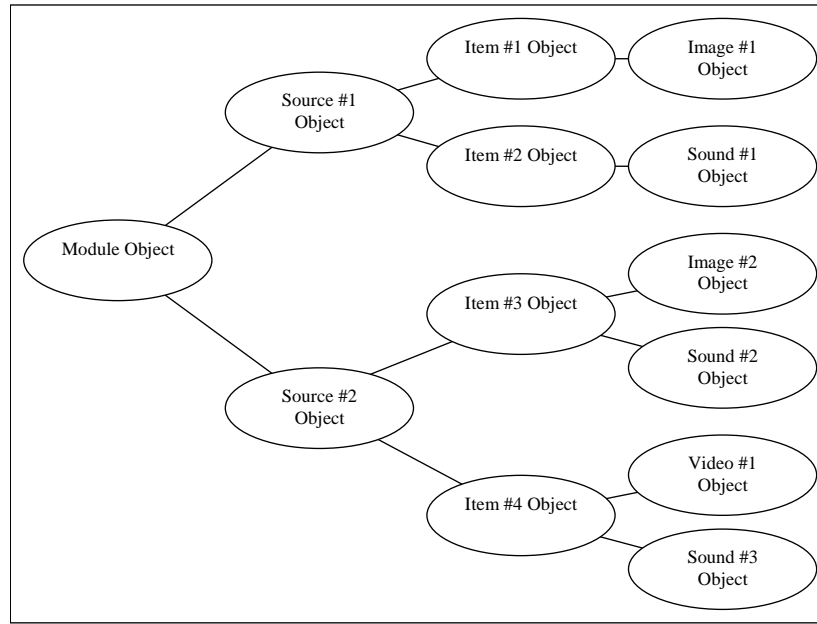 Module Object
Source #1
Object
Source #2
Object
Item #1 Object
Item #2 Object
Item #3 Object
Item #4 Object
Image #1
Object
Sound #1
Object
Image #2
Object
Sound #2
Object
Video #1
Object
Sound #3
Object